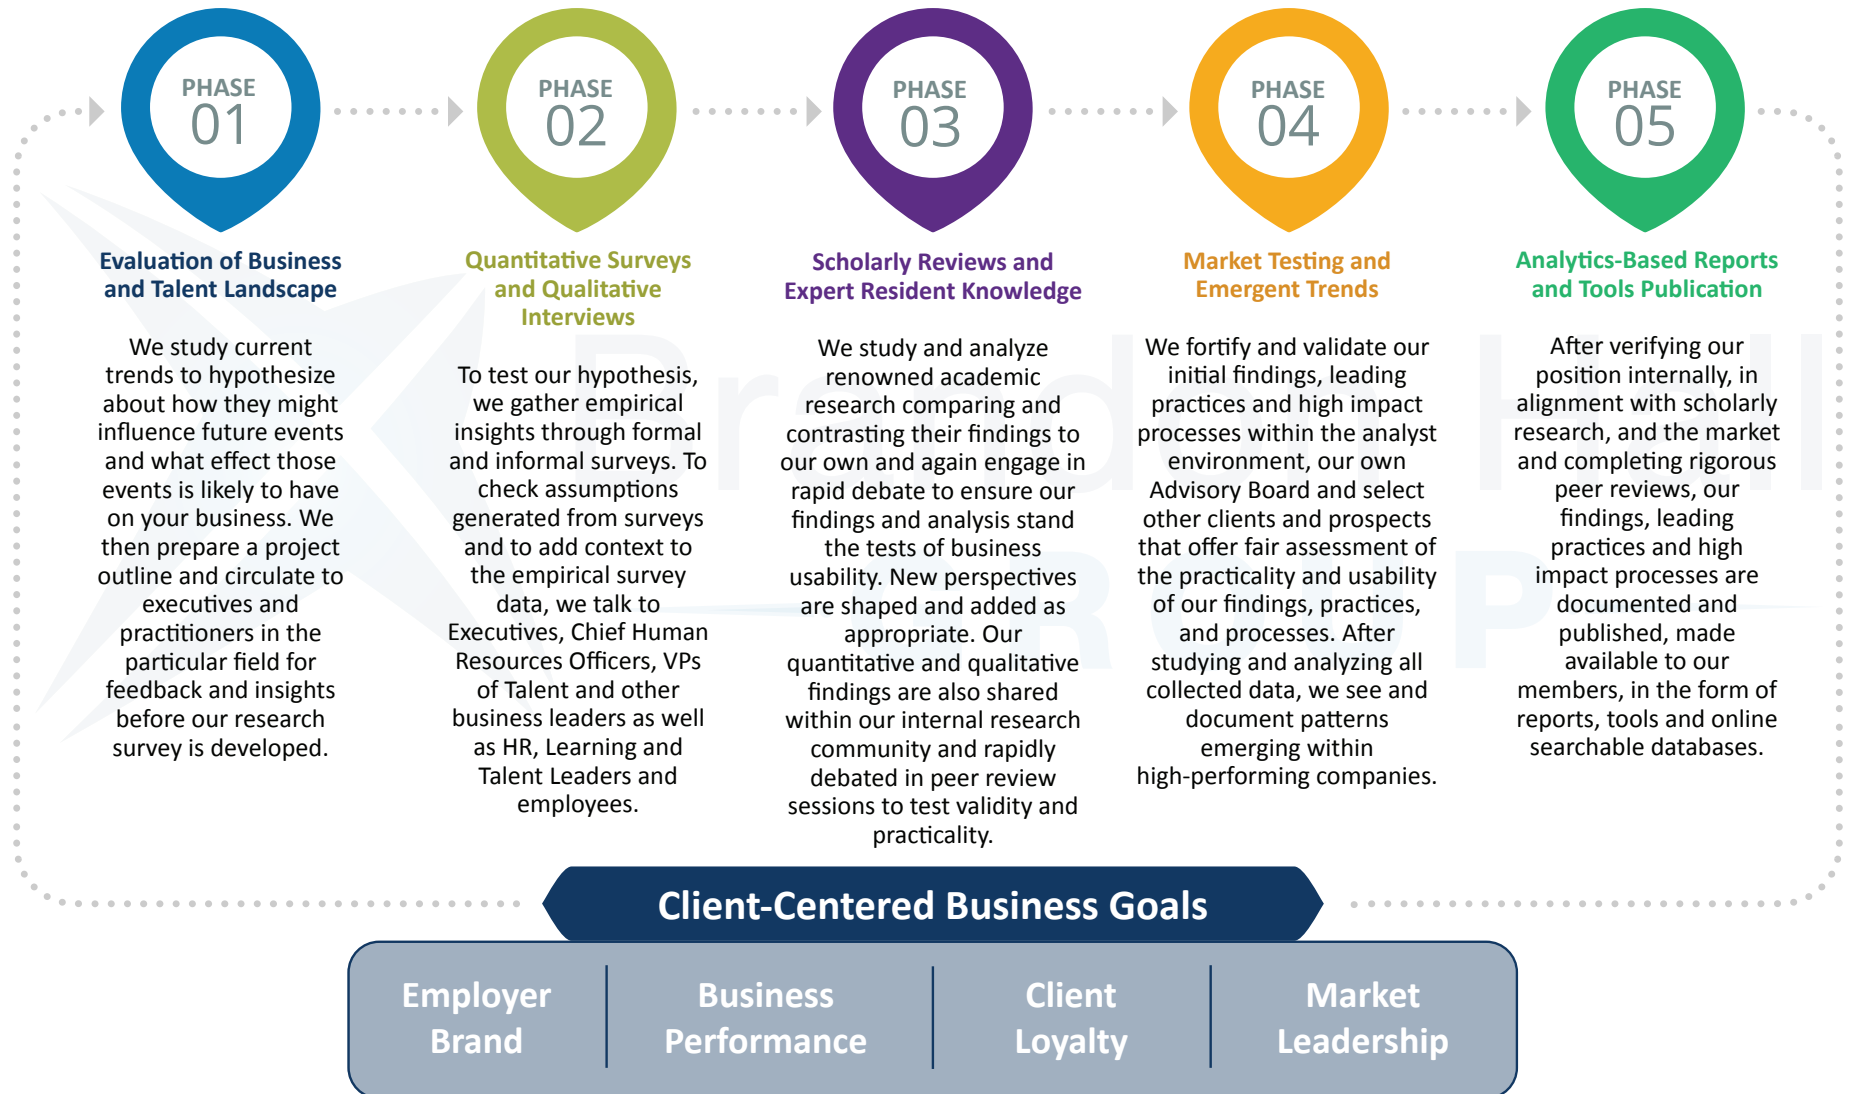 PHASE
01
Evaluation of Business
and Talent Landscape
We study current
trends to hypothesize
about how they might
influence future events
and what effect those
events is likely to have
on your business. We
then prepare a project
outline and circulate to
executives and
practitioners in the
particular field for
feedback and insights
before our research
survey is developed.
PHASE
02
Quantitative Surveys
and Qualitative
Interviews
To test our hypothesis,
we gather empirical
insights through formal
and informal surveys. To
check assumptions
generated from surveys
and to add context to
the empirical survey
data, we talk to
Executives, Chief Human
Resources Officers, VPs
of Talent and other
business leaders as well
as HR, Learning and
Talent Leaders and
employees.
PHASE
03
Scholarly Reviews and
Expert Resident Knowledge
We study and analyze
renowned academic
research comparing and
contrasting their findings to
our own and again engage in
rapid debate to ensure our
findings and analysis stand
the tests of business
usability. New perspectives
are shaped and added as
appropriate. Our
quantitative and qualitative
findings are also shared
within our internal research
community and rapidly
debated in peer review
sessions to test validity and
practicality.
PHASE
04
Market Testing and
Emergent Trends
We fortify and validate our
initial findings, leading
practices and high impact
processes within the analyst
environment, our own
Advisory Board and select
other clients and prospects
that offer fair assessment of
the practicality and usability
of our findings, practices,
and processes. After
studying and analyzing all
collected data, we see and
document patterns
emerging within
high-performing companies.
PHASE
05
Analytics-Based Reports
and Tools Publication
After verifying our
position internally, in
alignment with scholarly
research, and the market
and completing rigorous
peer reviews, our
findings, leading
practices and high
impact processes are
documented and
published, made
available to our
members, in the form of
reports, tools and online
searchable databases.
Brandon Hall
GROUP
Client-Centered Business Goals
Employer
Brand
Business
Performance
Client
Loyalty
Market
Leadership